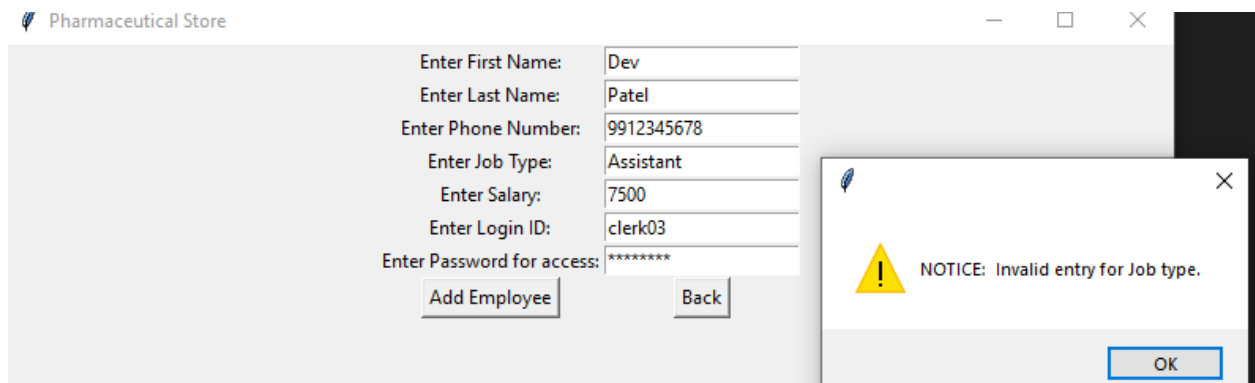 Pharmaceutical Store
Enter First Name: Dev
Enter Last Name: Patel
Enter Phone Number: 9912345678
Enter Job Type: Assistant
Enter Salary: 7500
Enter Login ID: clerk03
Enter Password for access: ********
Add Employee Back
NOTICE: Invalid entry for Job type.
OK